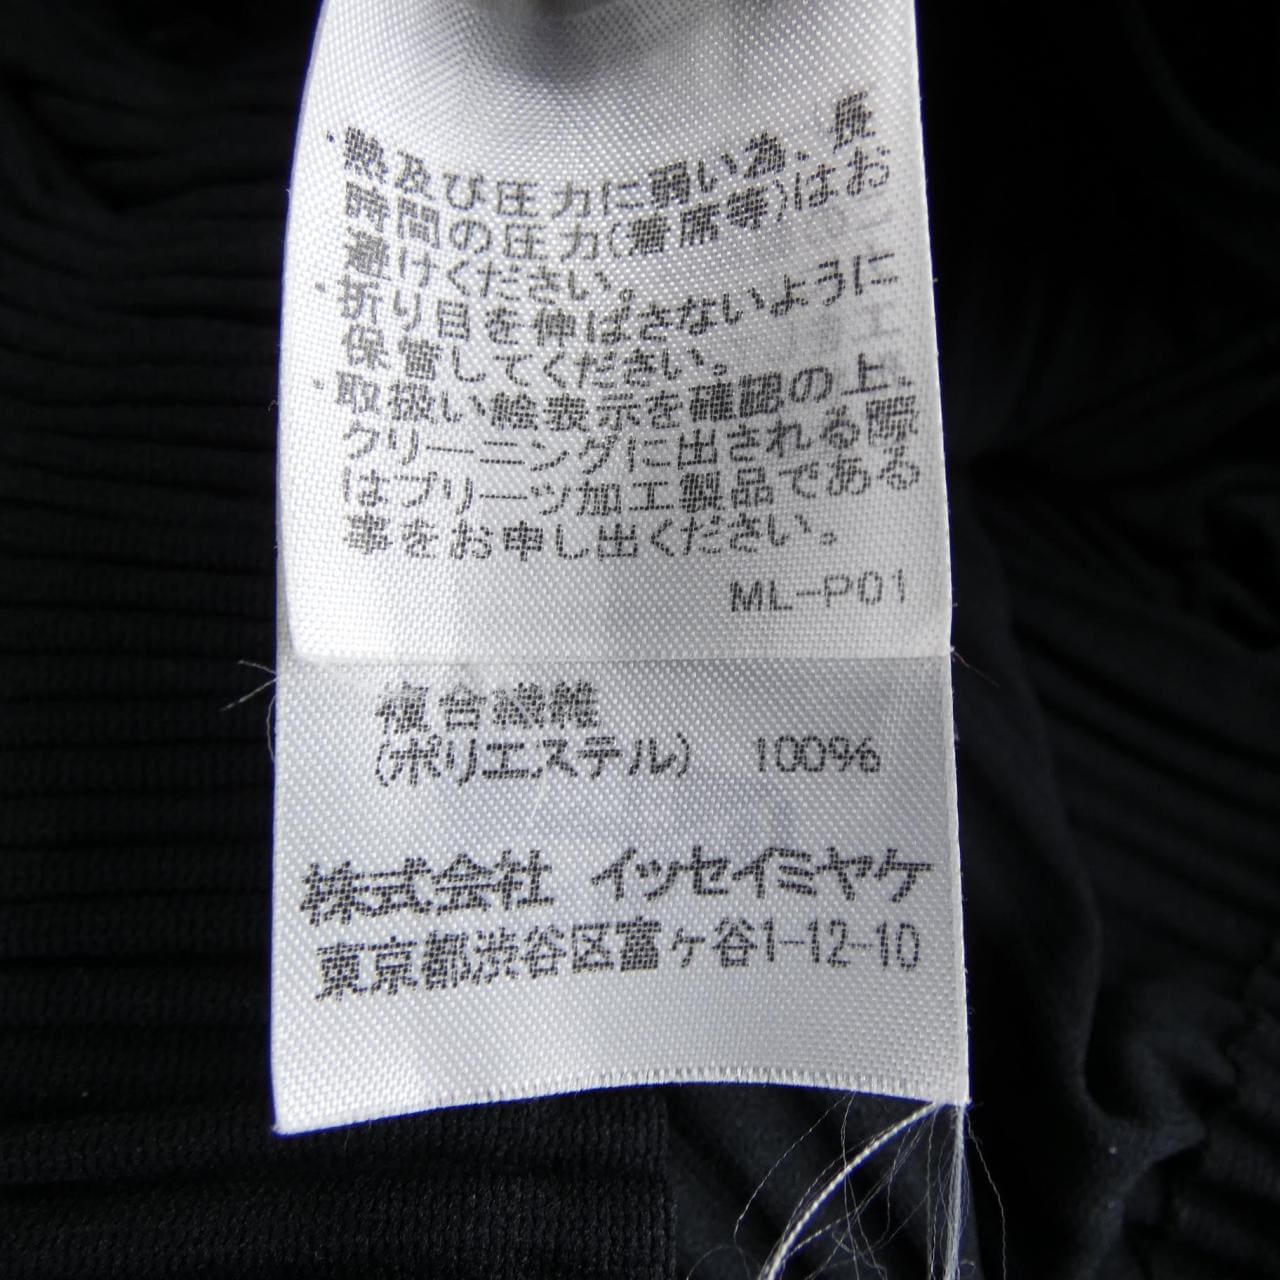 ・熱及び圧力に弱い為、長
時間の圧力(着席等)はお
避けください。
・折り目を伸ばさないように
保管してください。
・取扱い絵表示を確認の上、
クリーニングに出される際
はプリーツ加工製品である
事をお申し出ください。
ML-P01
複合繊維
(ポリエステル) 100%
株式会社 イッセイミヤケ
東京都渋谷区富ヶ谷1-12-10